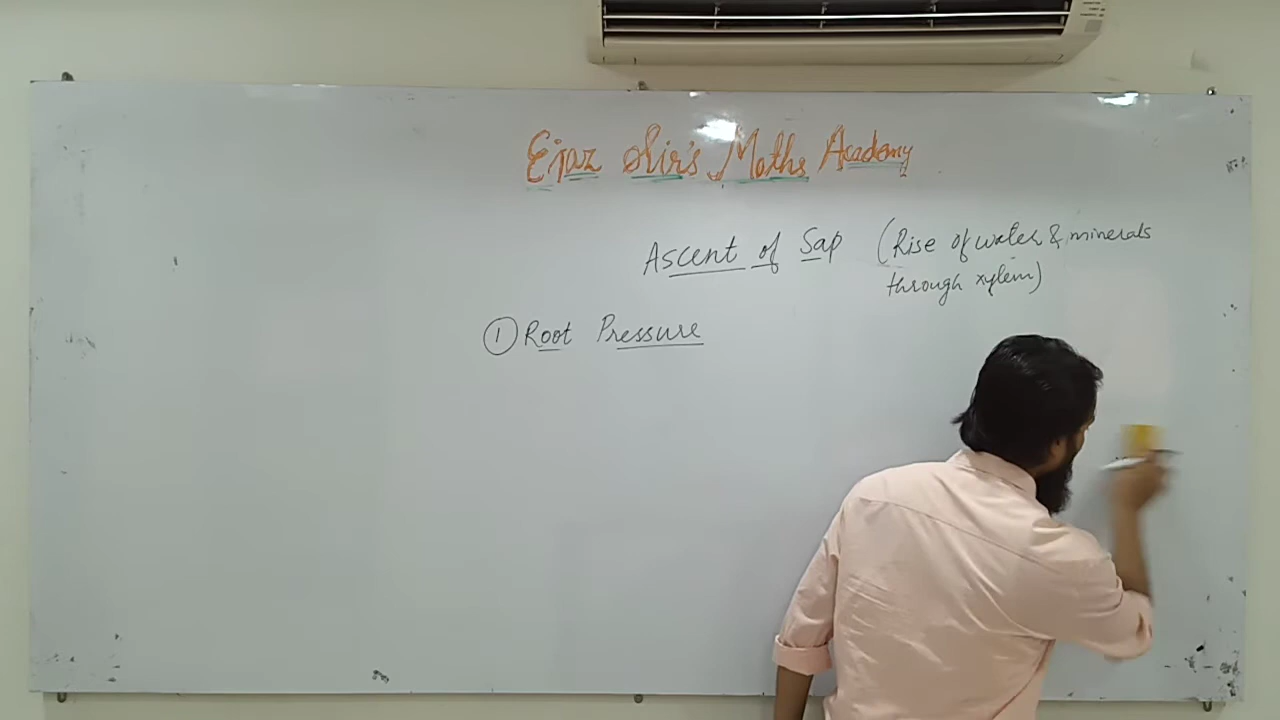 Ejaz Sir's Maths Academy
Ascent of Sap (Rise of water & minerals
through xylem)
① Root Pressure